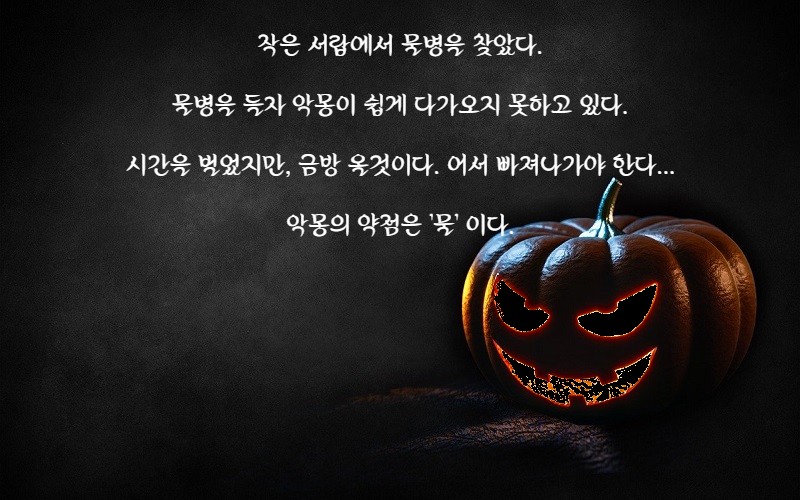 작은 서랍에서 물병을 찾았다.
물병을 들자 악몽이 쉽게 다가오지 못하고 있다.
시간을 벌었지만, 금방 올것이다. 어서 빠져나가야 한다...
악몽의 약점은 '물' 이다.